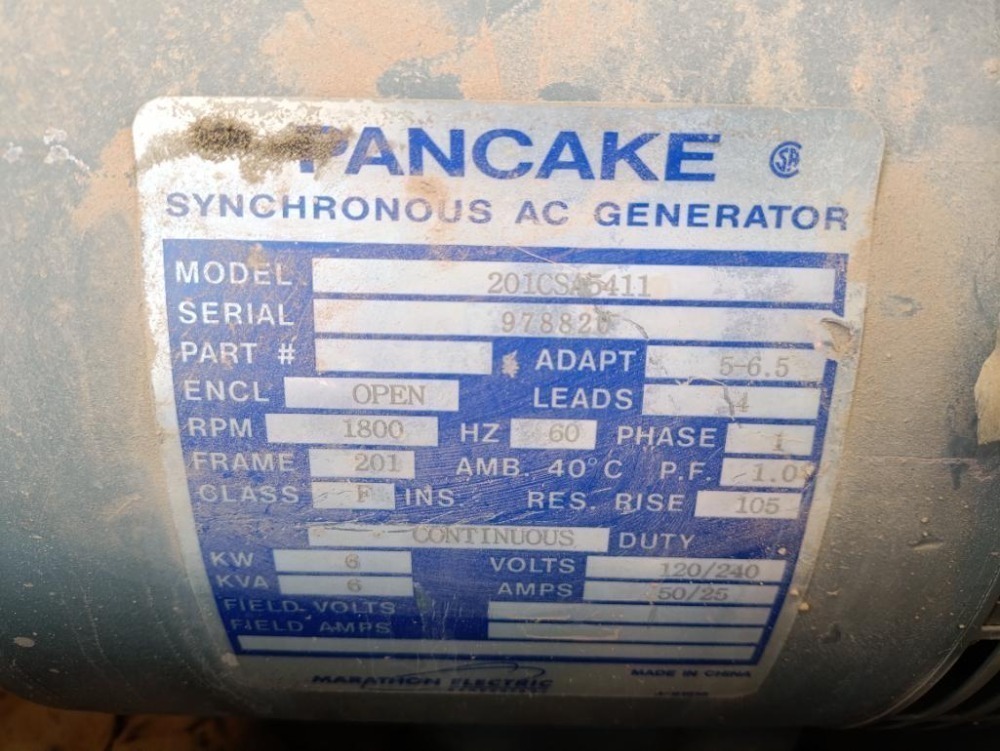 PANCAKE SA
SYNCHRONOUS AC GENERATOR
MODEL 201CSA5411
SERIAL
PART # ADAPT 5-6.5
ENCL OPEN LEADS 4
RPM 1800 HZ 60 PHASE 1
FRAME 201 AMB. 40°C P.F. 1.0
CLASS F INS RES. RISE 105
CONTINUOUS DUTY
KW 6 VOLTS 120/240
KVA 6 AMPS 50/25
FIELD VOLTS
FIELD AMPS
MARATHON ELECTRIC MADE IN CHINA